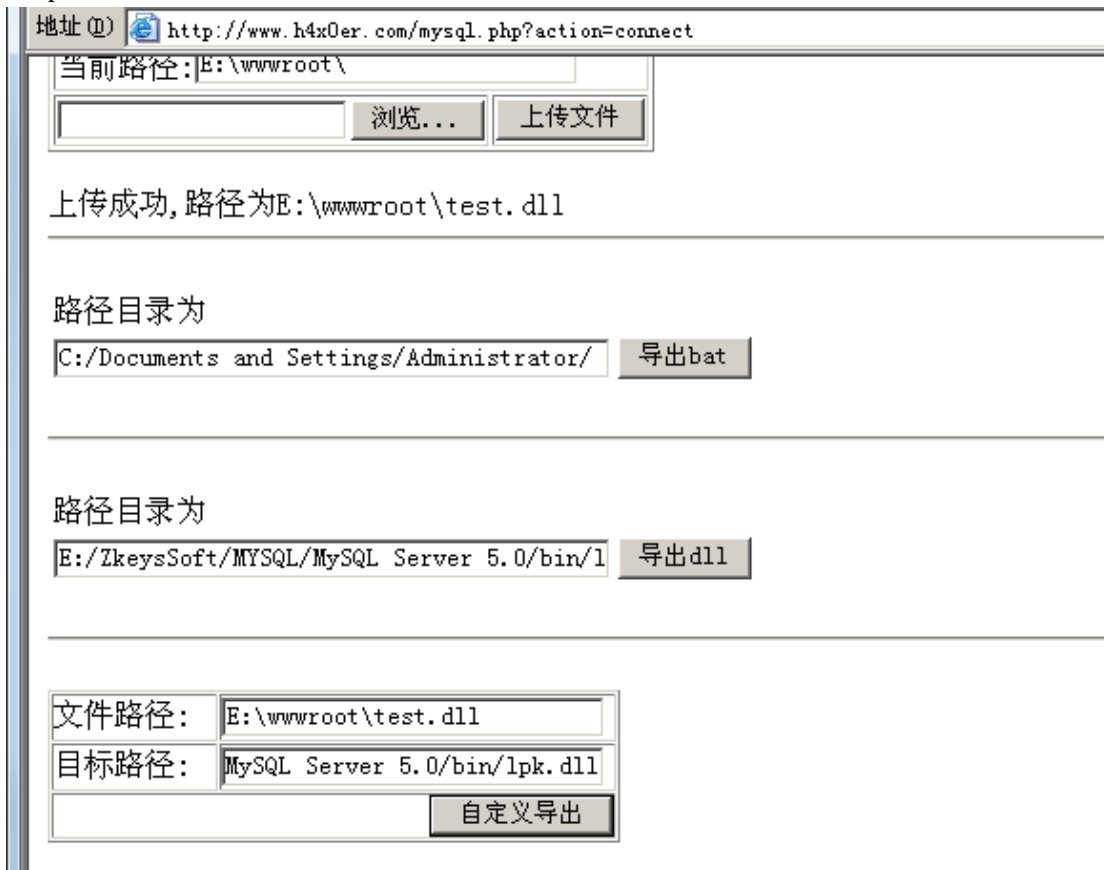 地址(D) http://www.h4x0er.com/mysql.php?action=connect
当前路径:E:\wwwroot\
浏览... 上传文件
上传成功,路径为E:\wwwroot\test.dll
路径目录为
C:/Documents and Settings/Administrator/ 导出bat
路径目录为
E:/ZkeysSoft/MYSQL/MySQL Server 5.0/bin/l 导出dll
文件路径: E:\wwwroot\test.dll
目标路径: MySQL Server 5.0/bin/lpk.dll
自定义导出